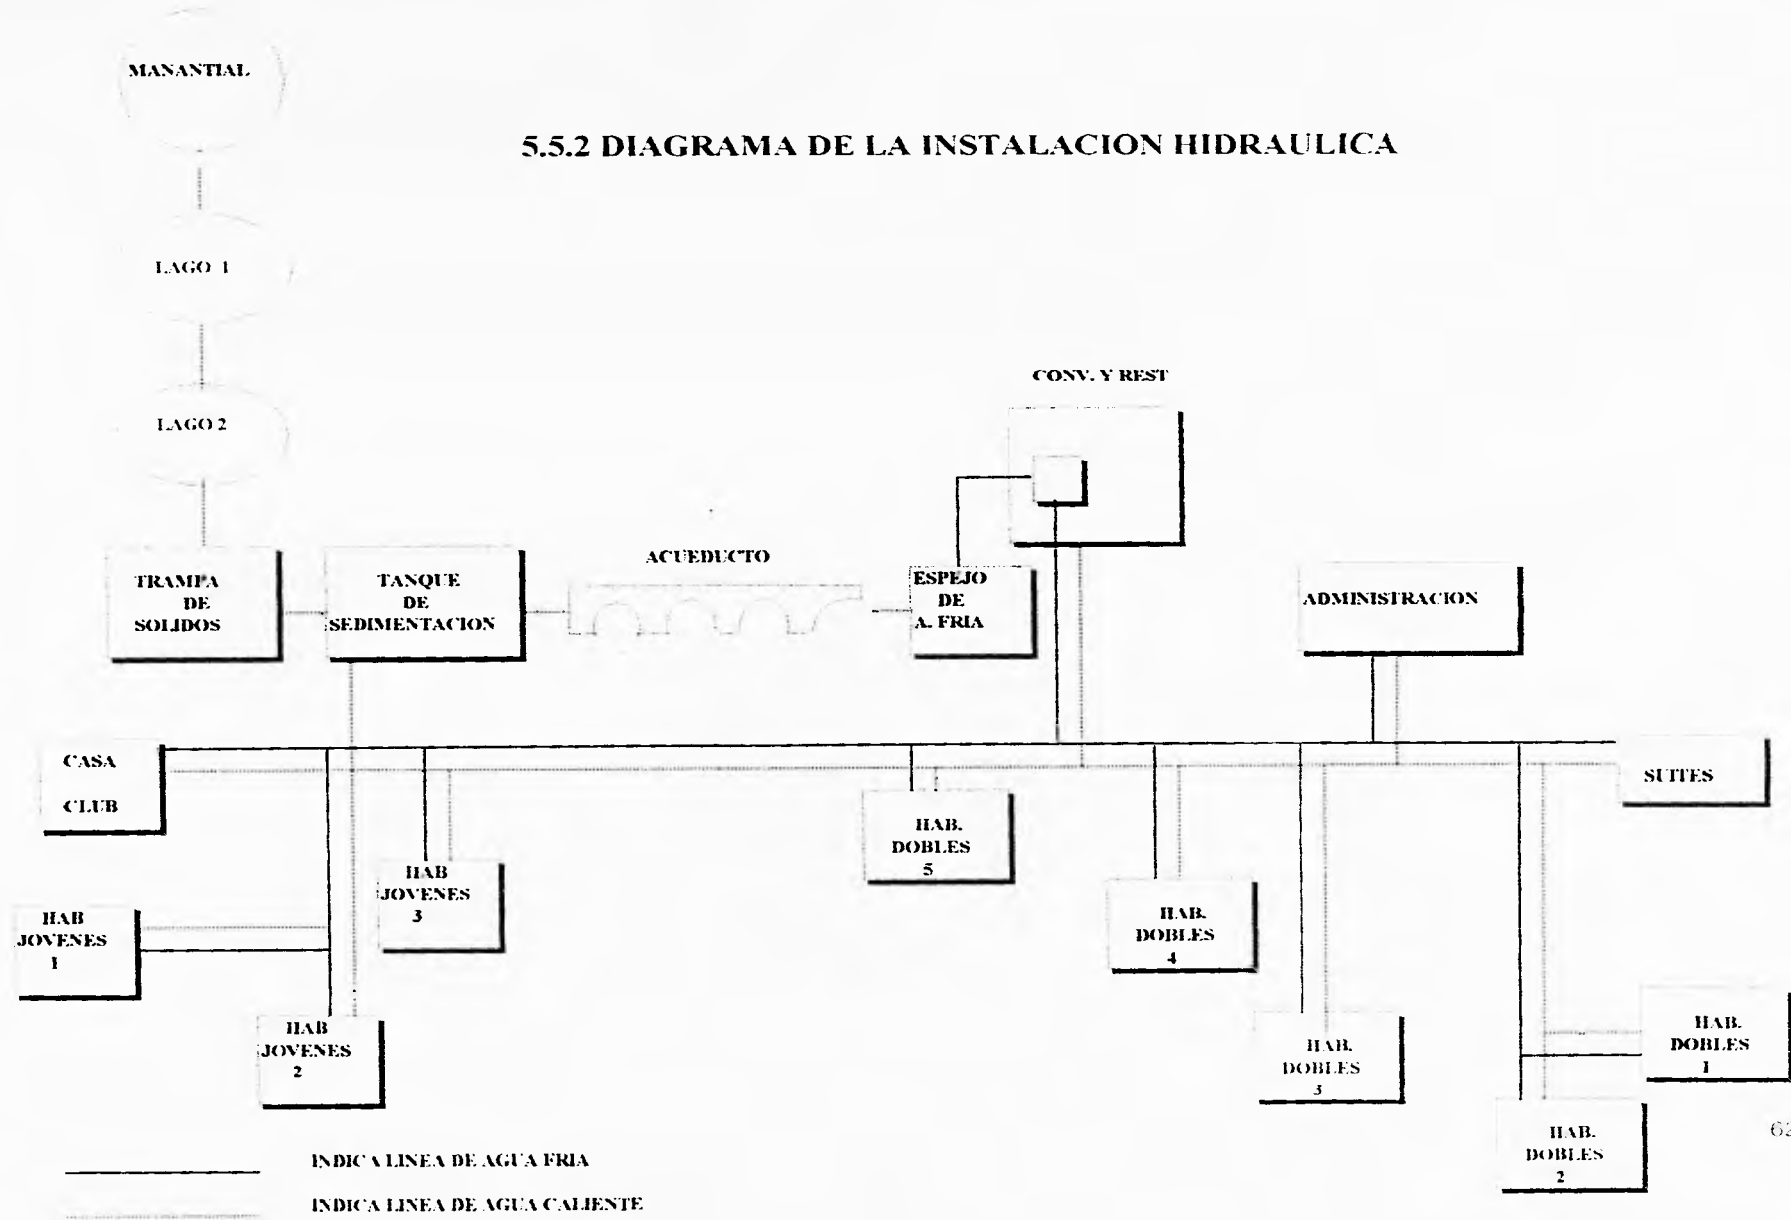 MANANTIAL
5.5.2 DIAGRAMA DE LA INSTALACION HIDRAULICA
LAGO 1
LAGO 2
CONV. Y REST
TRAMPA
DE
SOLIDOS
TANQUE
DE
SEDIMENTACION
ACUEDUCTO
ESPEJO
DE
A. FRIA
ADMINISTRACION
CASA
CLUB
SUITES
HAB
JOVENES
1
HAB
JOVENES
2
HAB
JOVENES
3
HAB.
DOBLES
5
HAB.
DOBLES
4
HAB.
DOBLES
3
HAB.
DOBLES
1
HAB.
DOBLES
2
62
INDICA LINEA DE AGUA FRIA
INDICA LINEA DE AGUA CALIENTE